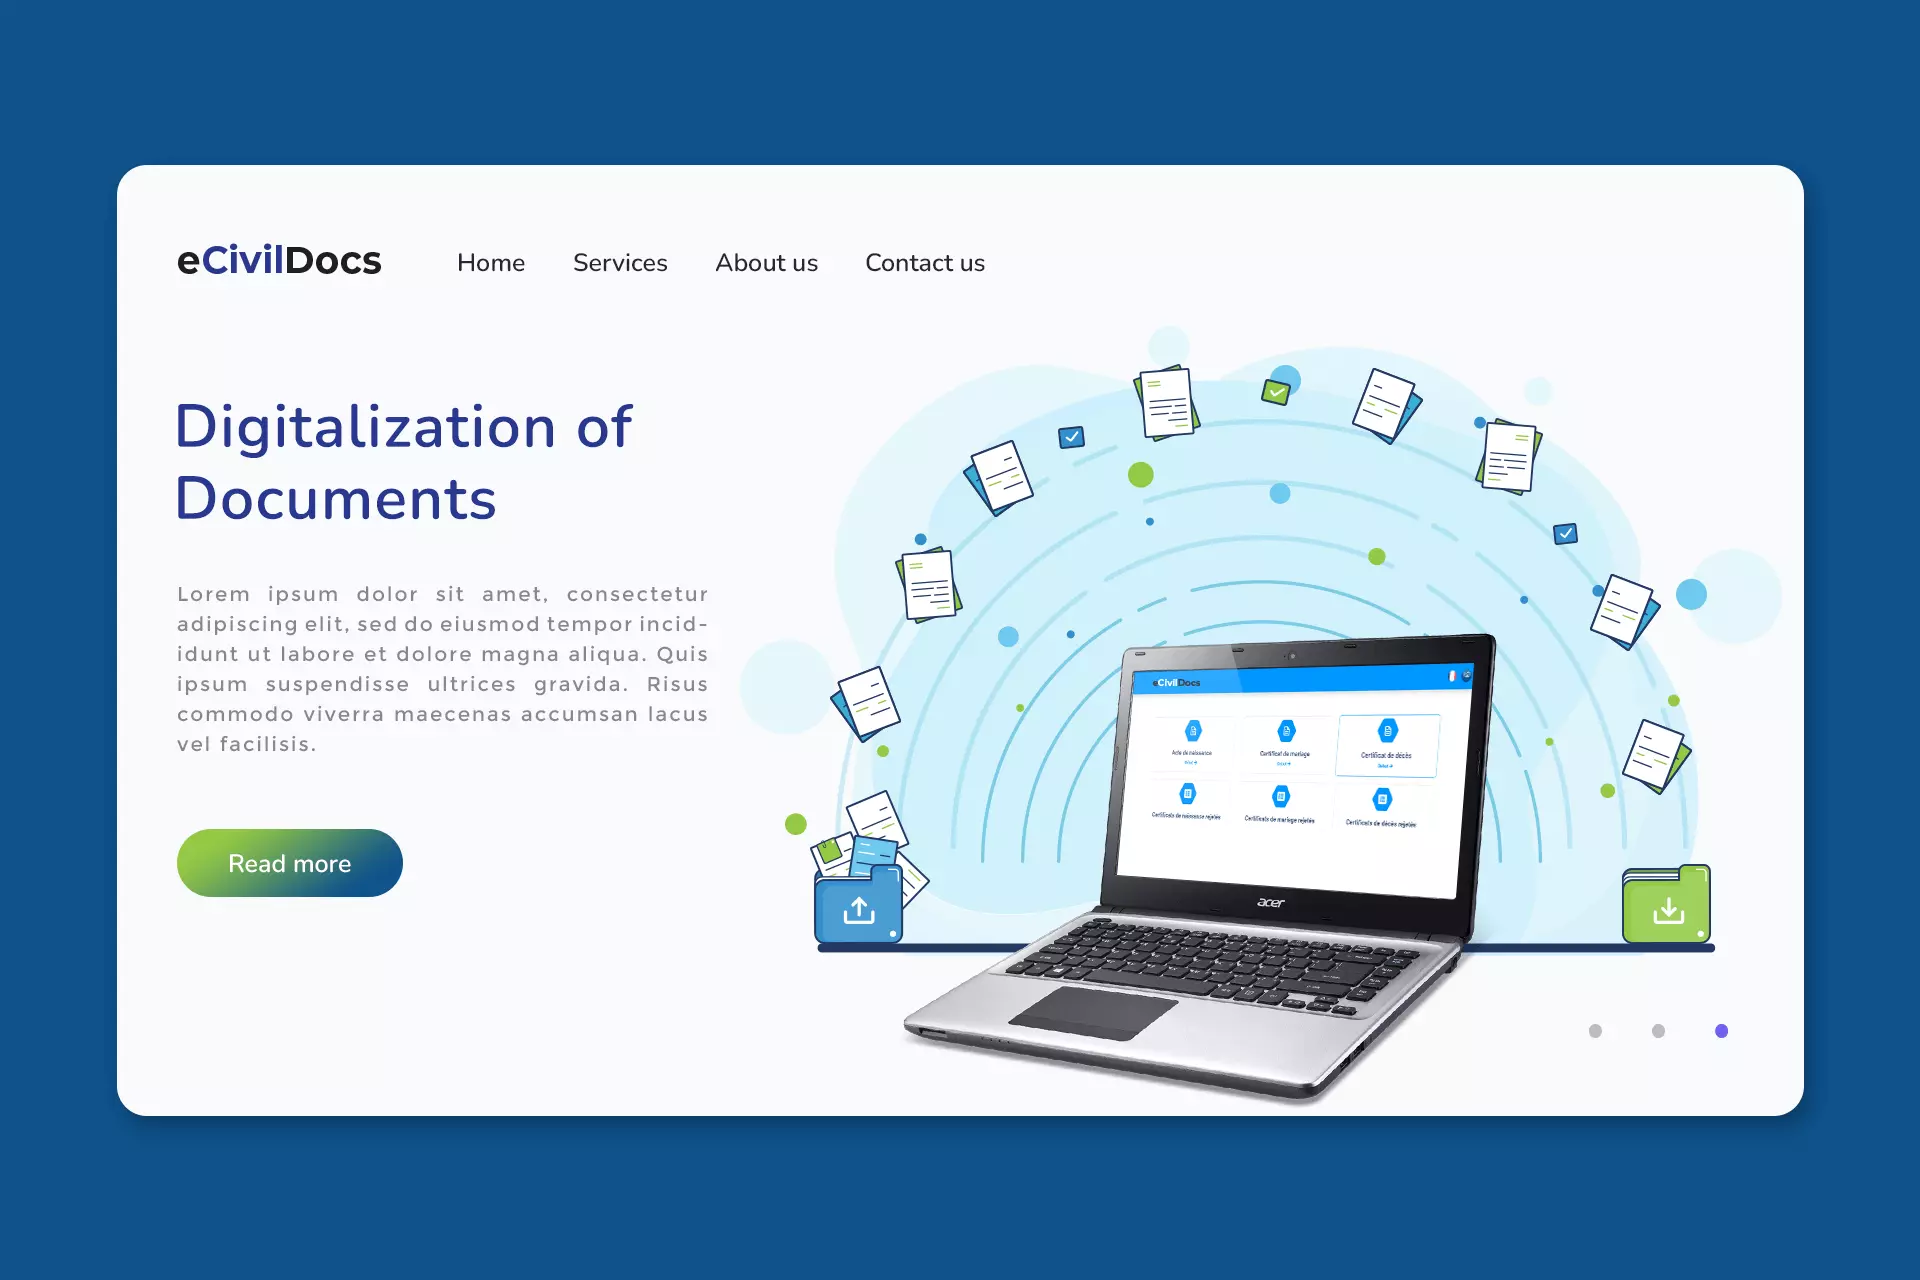 eCivilDocs
Home Services About us Contact us
Digitalization of
Documents
Lorem ipsum dolor sit amet, consectetur
adipiscing elit, sed do eiusmod tempor incid-
idunt ut labore et dolore magna aliqua. Quis
ipsum suspendisse ultrices gravida. Risus
commodo viverra maecenas accumsan lacus
vel facilisis.
Read more
eCivilDocs
Acte de naissance Certificat de mariage Certificat de décès
Certificats de naissance rejetés Certificats de mariage rejetés Certificats de décès rejetés
acer